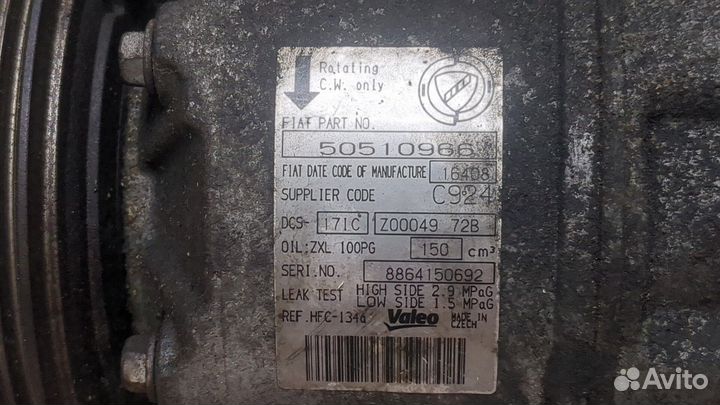 Rotating
C.W. only
FIAT PART NO.
50510966
FIAT DATE CODE OF MANUFACTURE 16408
SUPPLIER CODE C924
DCS- 17IC Z00049 72B
OIL:ZXL 100PG 150 cm³
SERI.NO. 8864150692
LEAK TEST HIGH SIDE 2.9 MPaG
LOW SIDE 1.5 MPaG
REF.HFC-134a Valeo MADE IN CZECH
Avito